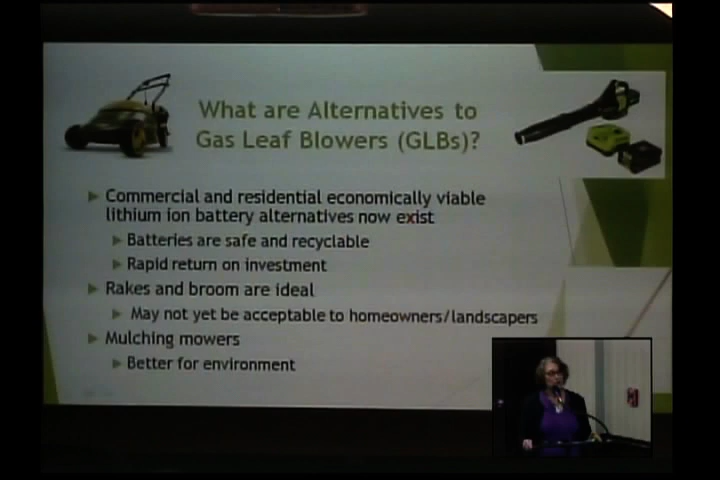 What are Alternatives to
Gas Leaf Blowers (GLBs)?
Commercial and residential economically viable
lithium ion battery alternatives now exist
Batteries are safe and recyclable
Rapid return on investment
Rakes and broom are ideal
May not yet be acceptable to homeowners/landscapers
Mulching mowers
Better for environment